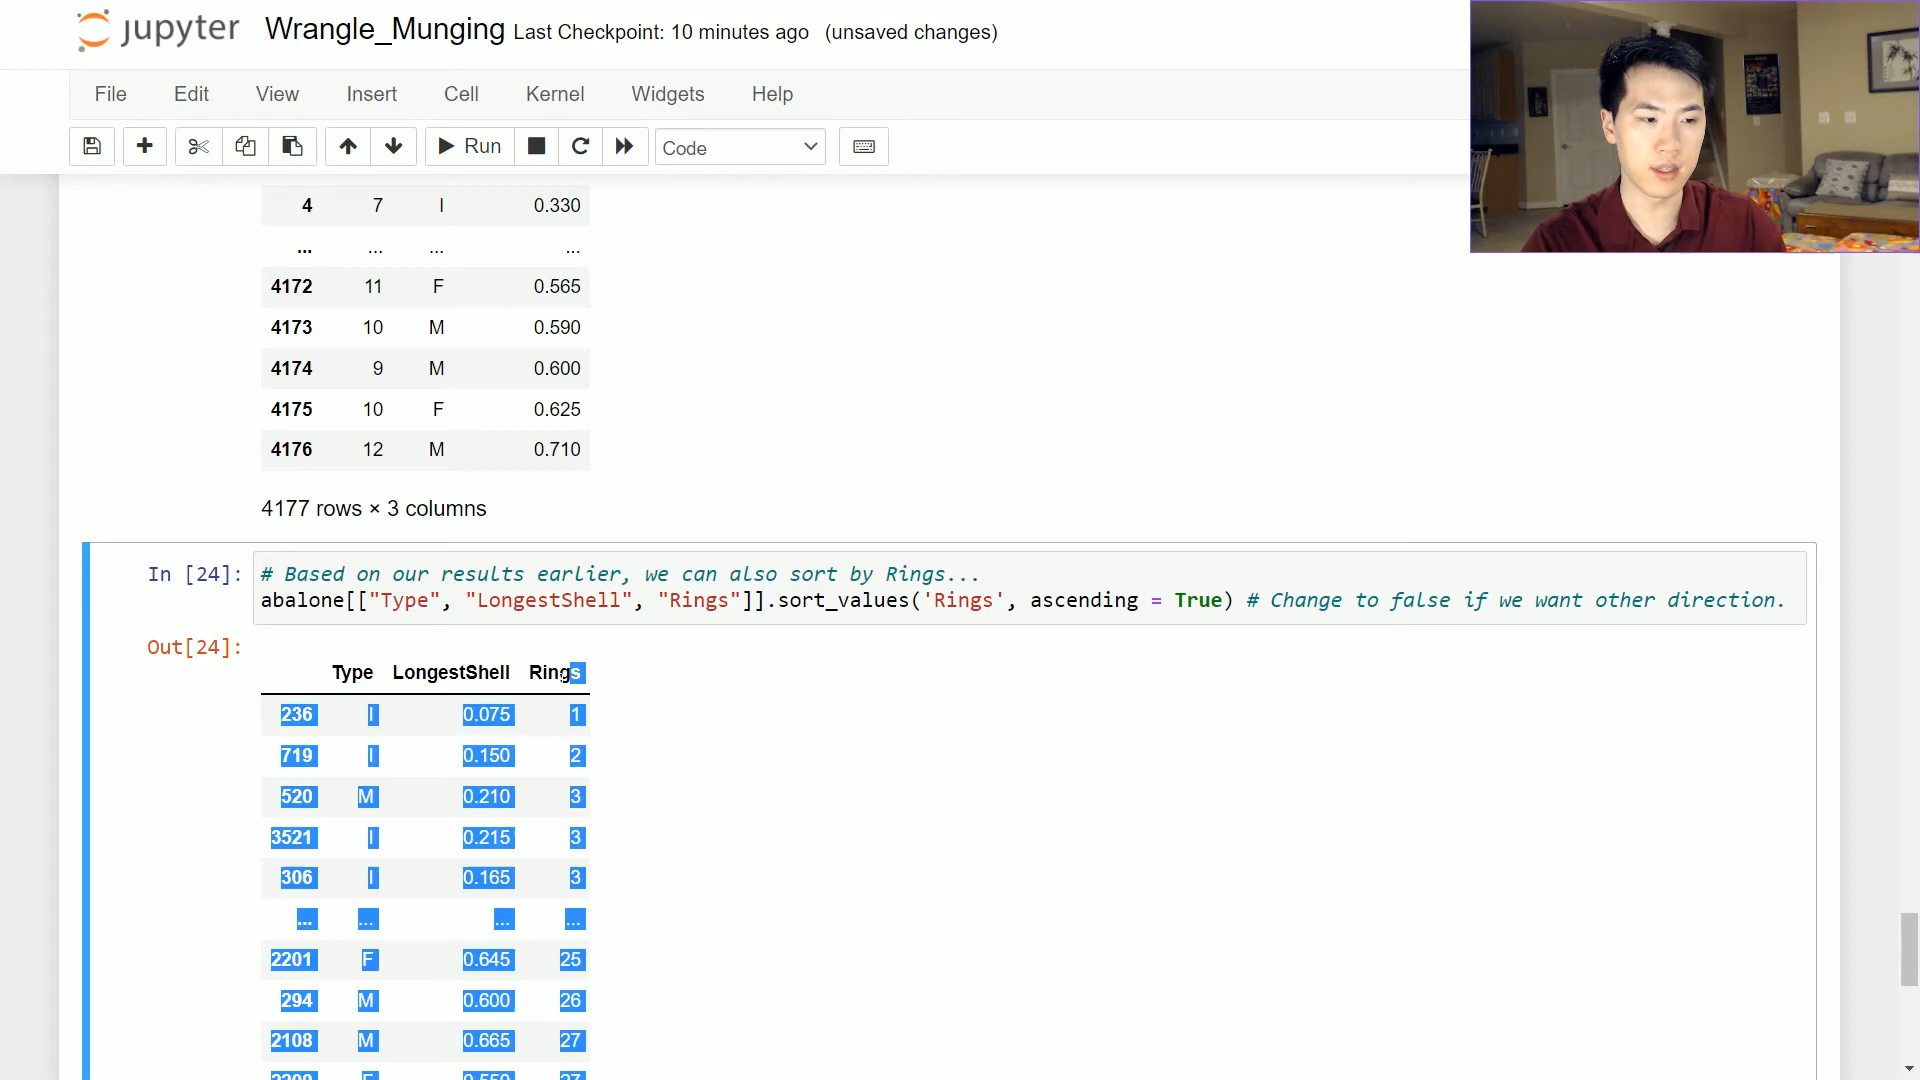 jupyter Wrangle_Munging Last Checkpoint: 10 minutes ago (unsaved changes)
File Edit View Insert Cell Kernel Widgets Help
Run Code
4 7 I 0.330
... ... ... ...
4172 11 F 0.565
4173 10 M 0.590
4174 9 M 0.600
4175 10 F 0.625
4176 12 M 0.710
4177 rows × 3 columns
In [24]: # Based on our results earlier, we can also sort by Rings...
abalone[["Type", "LongestShell", "Rings"]].sort_values('Rings', ascending = True) # Change to false if we want other direction.
Out[24]:
Type LongestShell Rings
236 I 0.075 1
719 I 0.150 2
520 M 0.210 3
3521 I 0.215 3
306 I 0.165 3
... ... ... ...
2201 F 0.645 25
294 M 0.600 26
2108 M 0.665 27